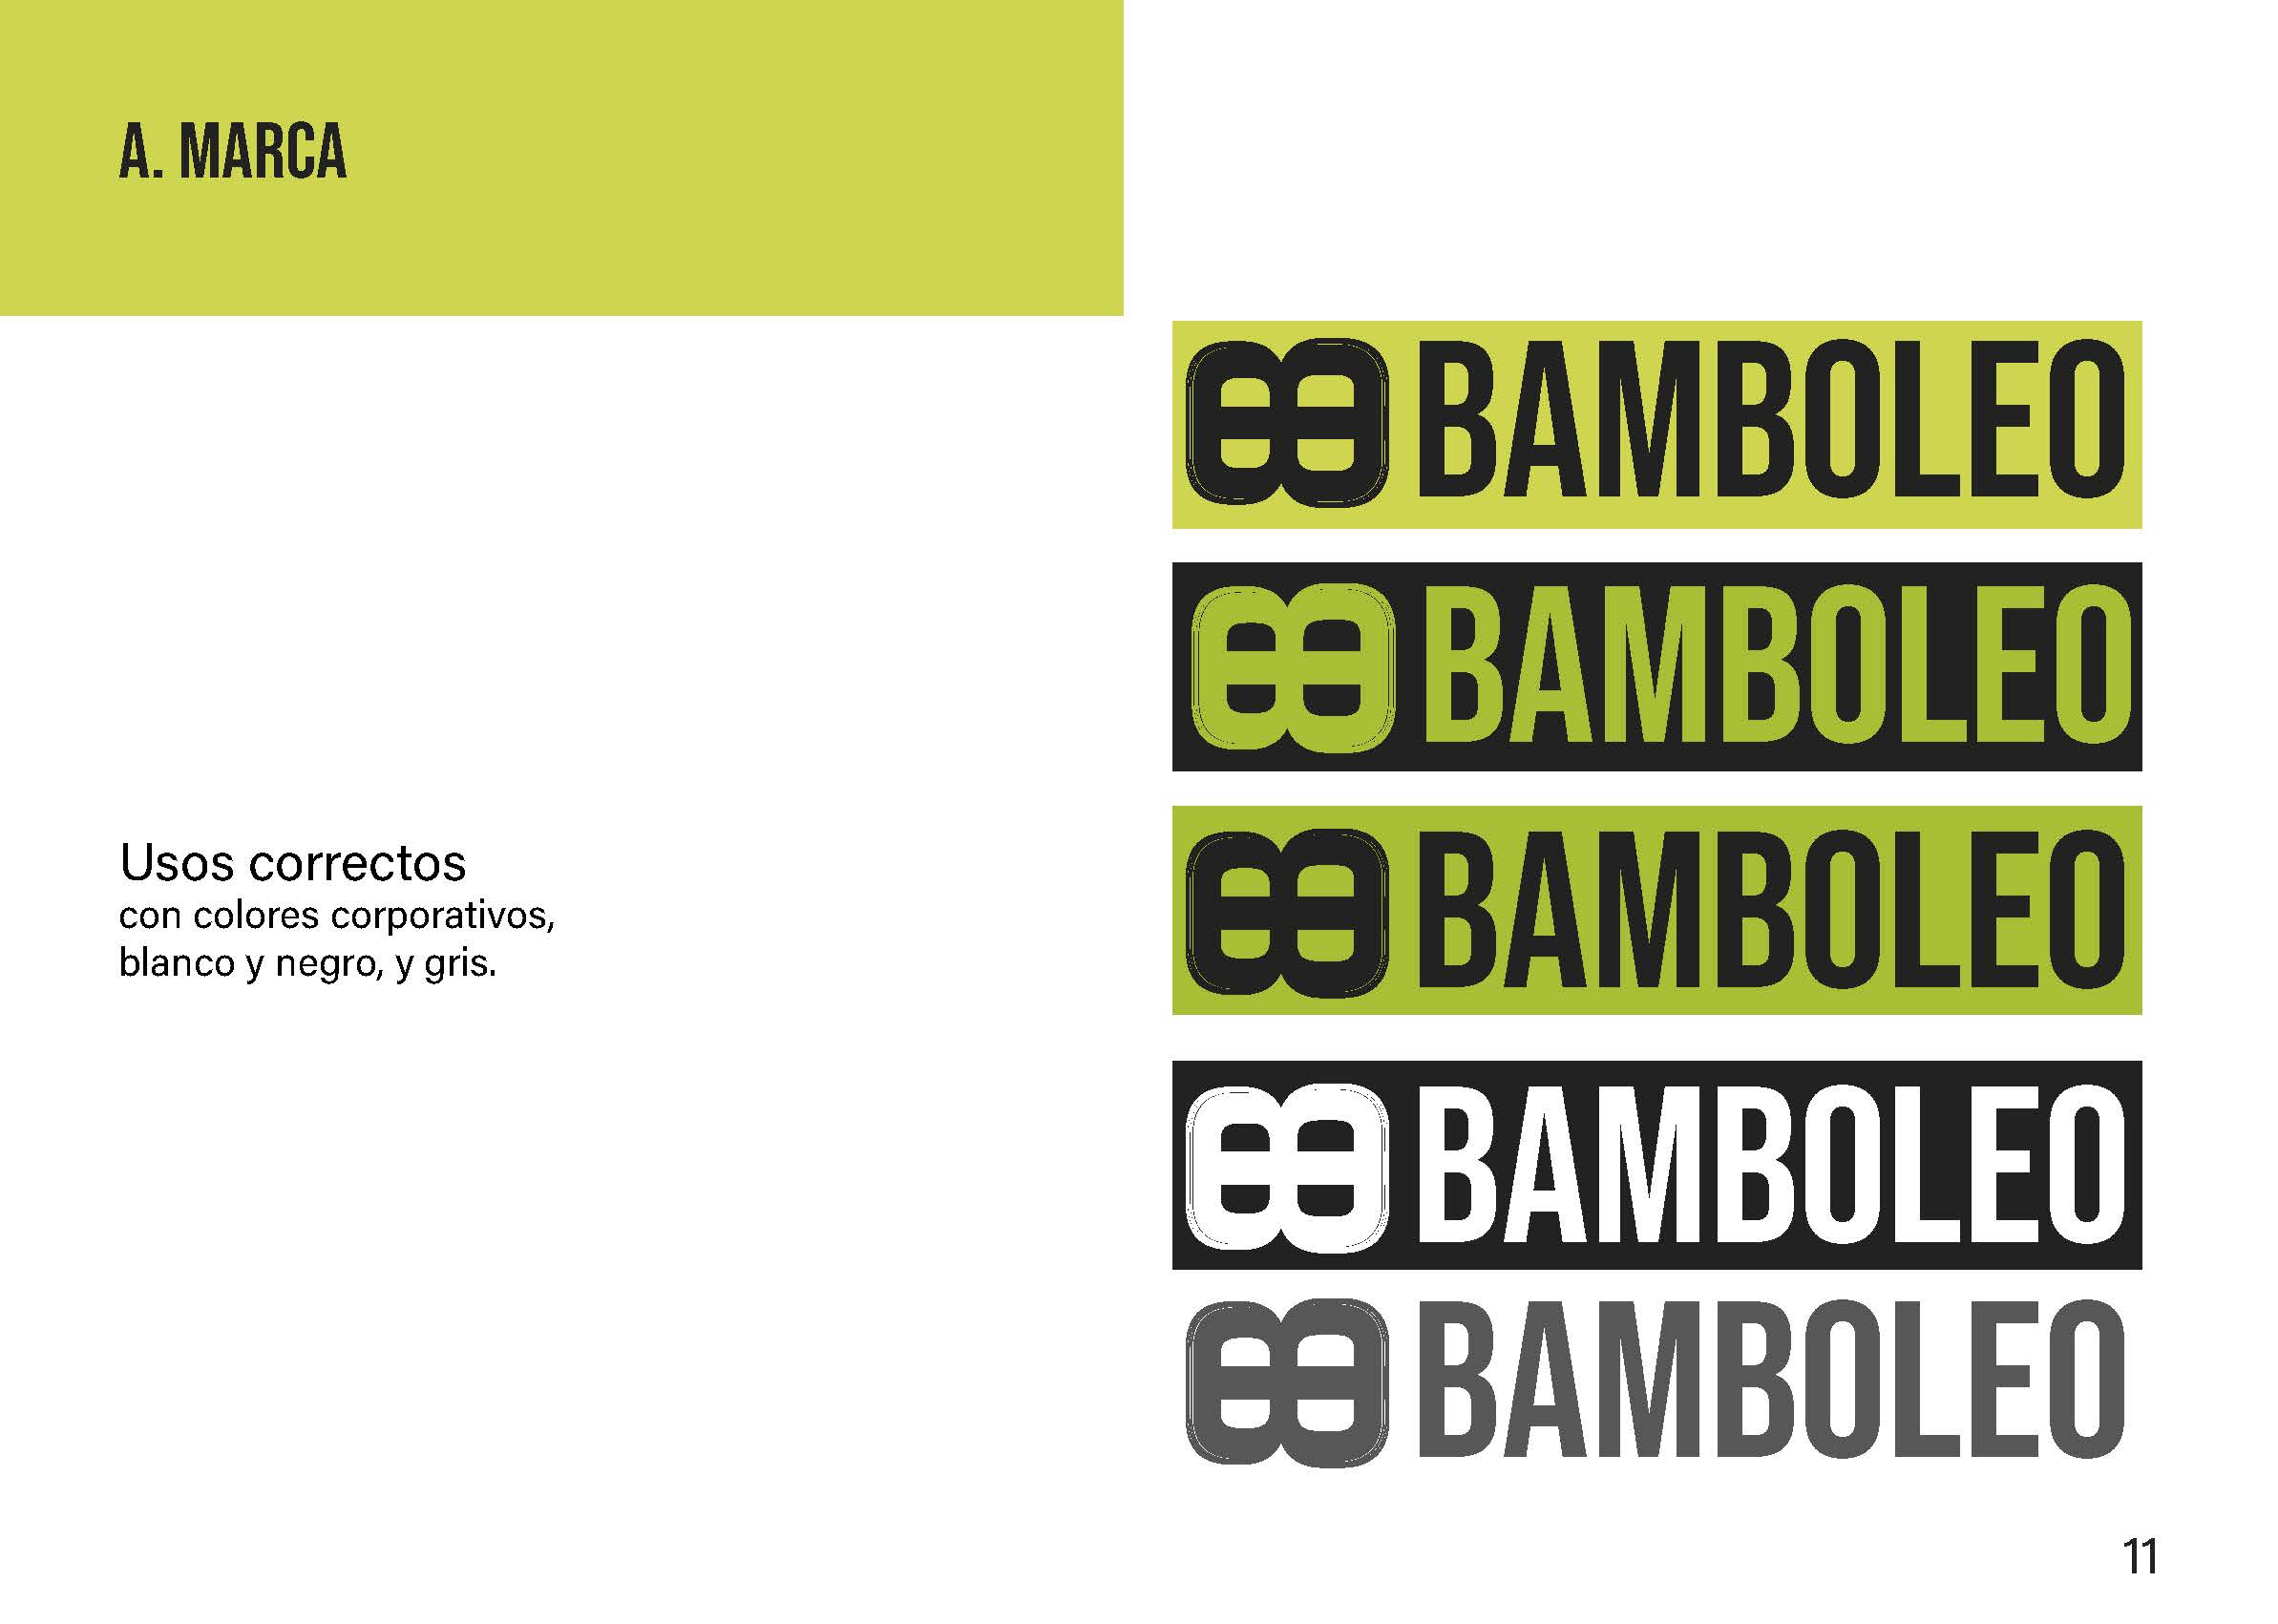 A. MARCA
Usos correctos
con colores corporativos,
blanco y negro, y gris.
BAMBOLEO
BAMBOLEO
BAMBOLEO
BAMBOLEO
BAMBOLEO
11